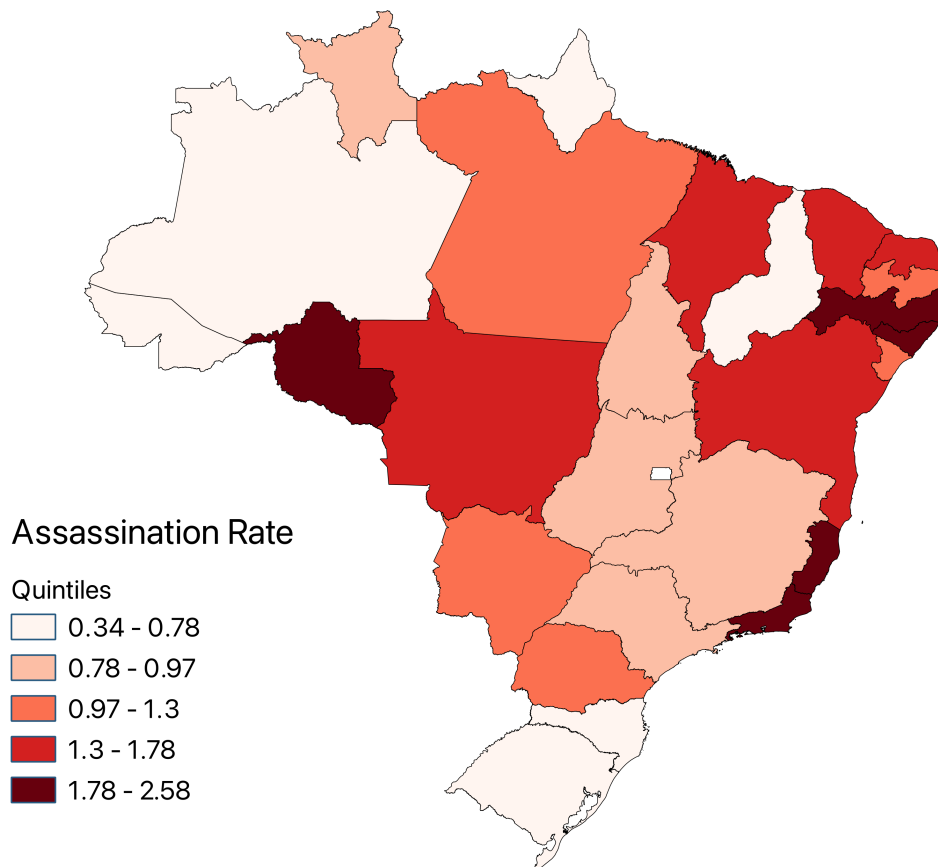 Assassination Rate
Quintiles
0.34 - 0.78
0.78 - 0.97
0.97 - 1.3
1.3 - 1.78
1.78 - 2.58